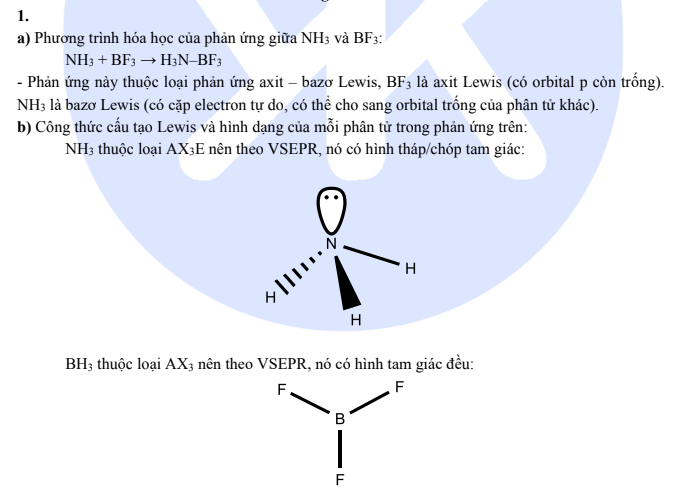 1.
a) Phương trình hóa học của phản ứng giữa NH₃ và BF₃:
NH₃ + BF₃ → H₃N–BF₃
- Phản ứng này thuộc loại phản ứng axit – bazơ Lewis, BF₃ là axit Lewis (có orbital p còn trống).
NH₃ là bazơ Lewis (có cặp electron tự do, có thể cho sang orbital trống của phân tử khác).
b) Công thức cấu tạo Lewis và hình dạng của mỗi phân tử trong phản ứng trên:
NH₃ thuộc loại AX₃E nên theo VSEPR, nó có hình tháp/chóp tam giác:
N
H
H
H
BH₃ thuộc loại AX₃ nên theo VSEPR, nó có hình tam giác đều:
F F
B
F